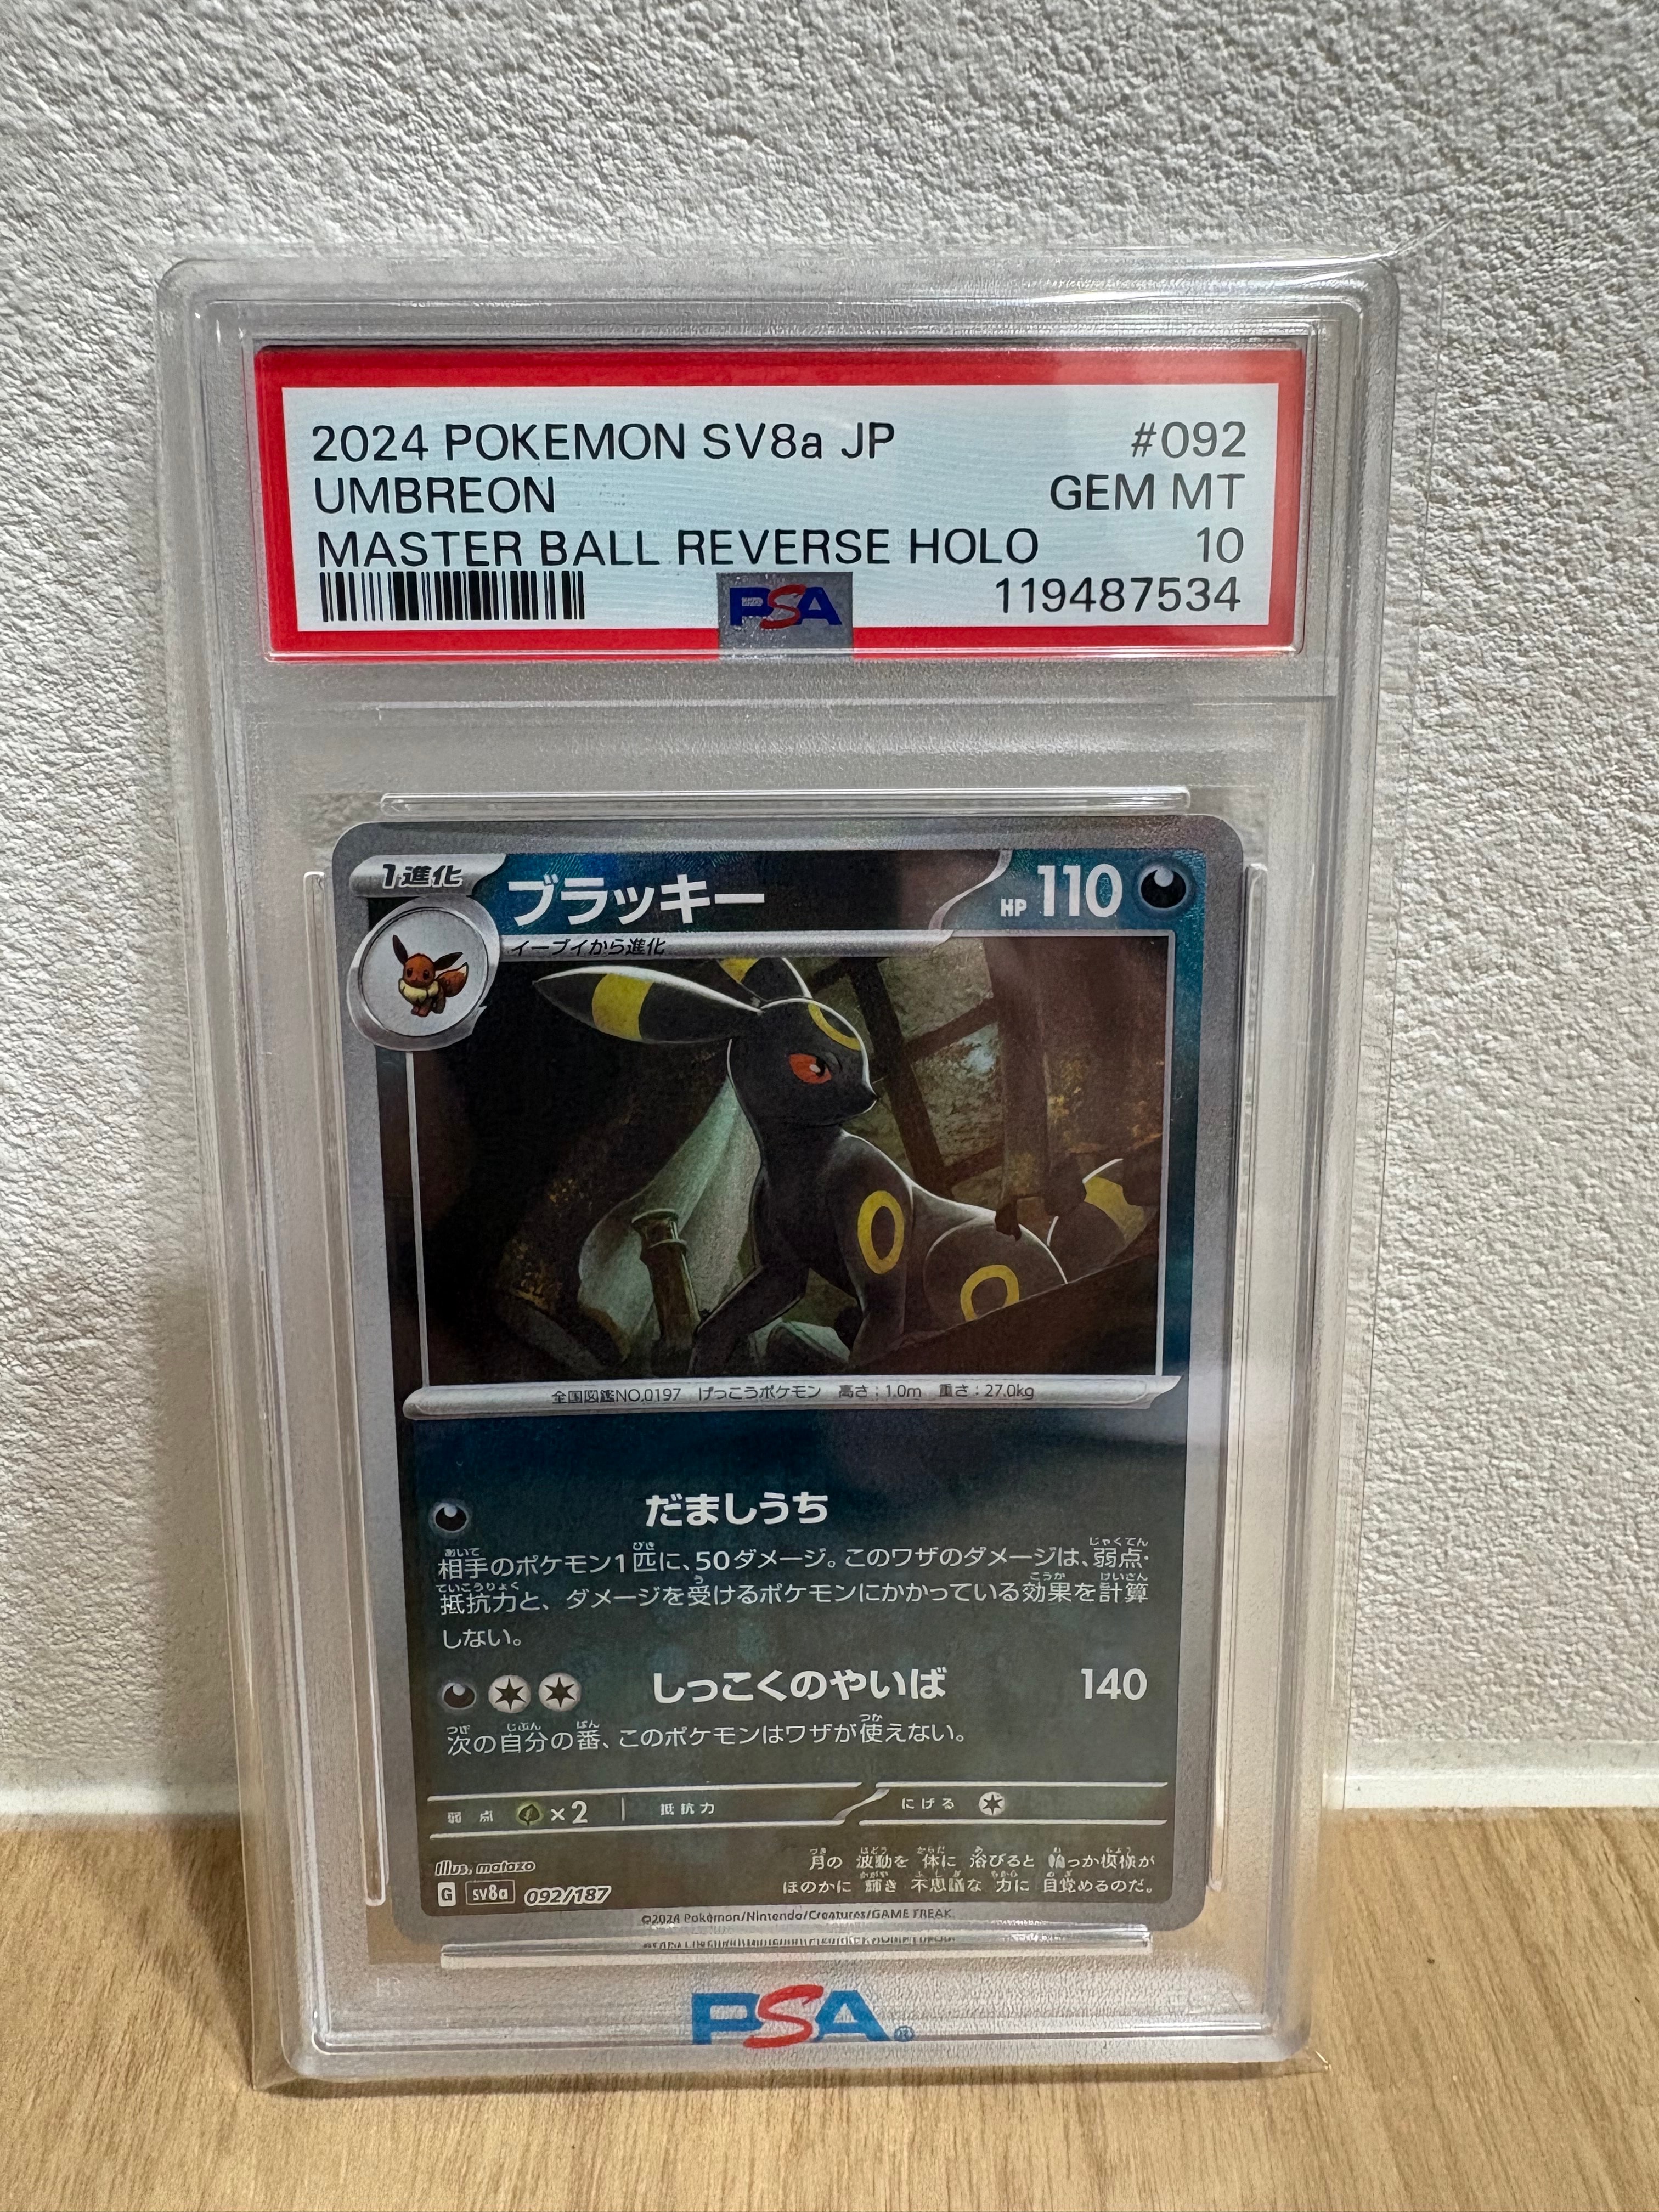 2024 POKEMON SV8a JP #092
UMBREON GEM MT
MASTER BALL REVERSE HOLO 10
PSA 119487534
1進化 ブラッキー HP 110
イーブイから進化
全国図鑑NO.0197 げっこうポケモン 高さ:1.0m 重さ:27.0kg
だましうち
相手のポケモン1匹に、50ダメージ。このワザのダメージは、弱点・
抵抗力と、ダメージを受けるポケモンにかかっている効果を計算
しない。
しっこくのやいば 140
次の自分の番、このポケモンはワザが使えない。
弱点 ×2 抵抗力 にげる
Illus. matazo
月の波動を体に浴びると輪っか模様が
ほのかに輝き不思議な力に目覚めるのだ。
G sv8a 092/187
©2024 Pokémon/Nintendo/Creatures/GAME FREAK
PSA®